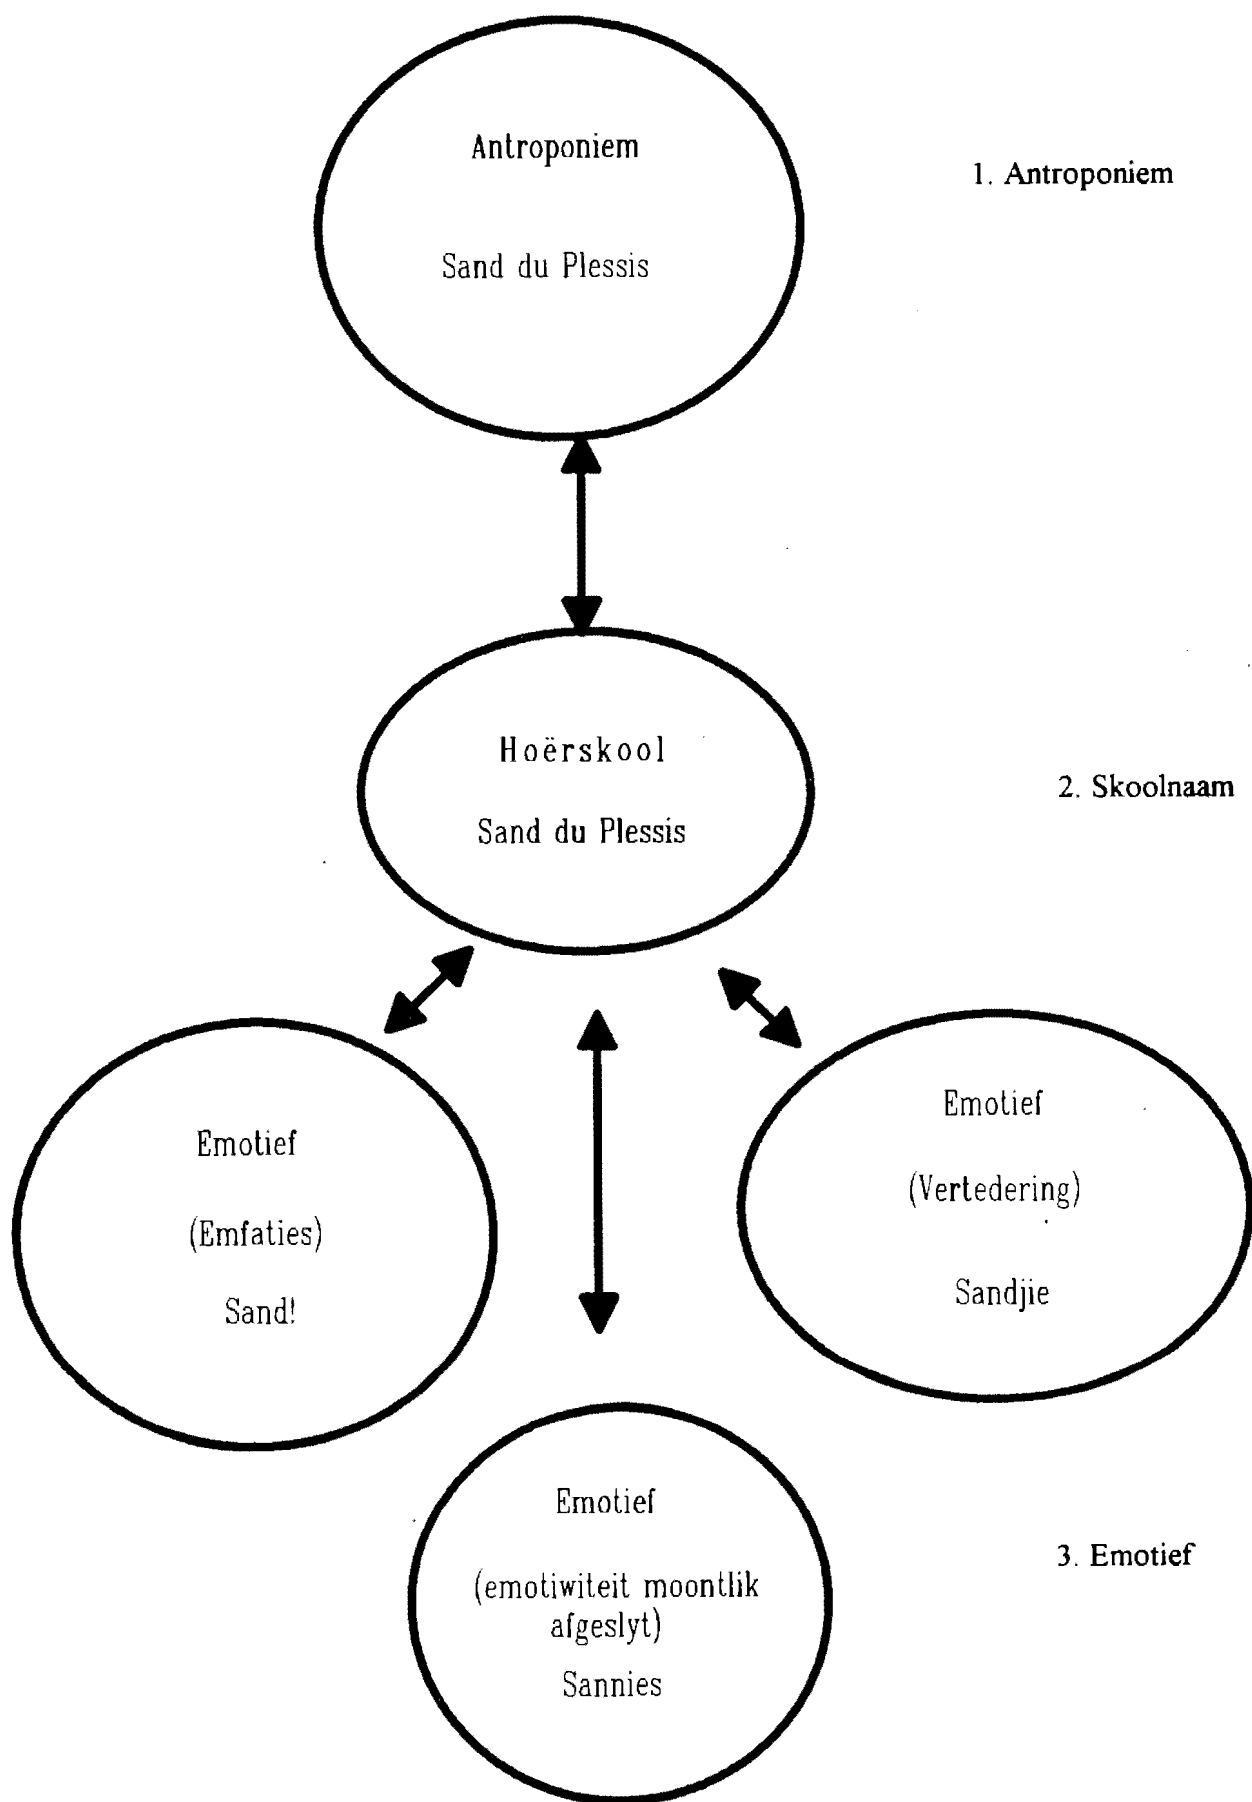 Antroponiem
1. Antroponiem
Sand du Plessis
Hoërskool
2. Skoolnaam
Sand du Plessis
Emotief
(Emfaties)
Sand!
Emotief
(Vertedering)
Sandjie
Emotief
(emotiwiteit moontlik
afgeslyt)
Sannies
3. Emotief